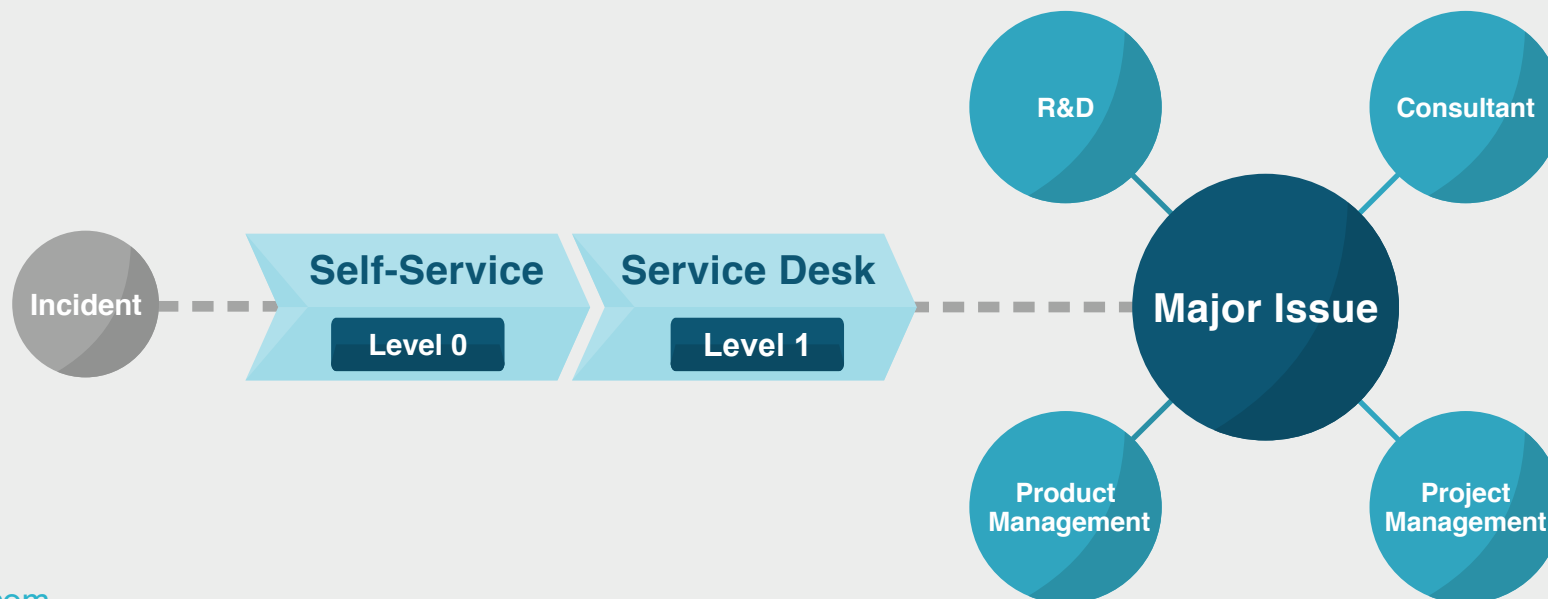 R&D
Consultant
Incident
Self-Service
Level 0
Service Desk
Level 1
Major Issue
Product
Management
Project
Management